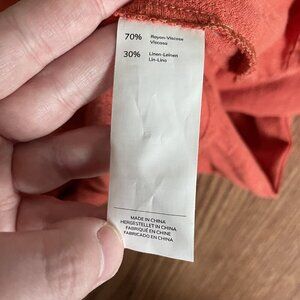 70% Rayon-Viscose
Viscosa
30% Linen-Leinen
Lin-Lino
MADE IN CHINA
HERGESTELLET IN CHINA
FABRIQUÉ EN CHINE
FABRICADO EN CHINA